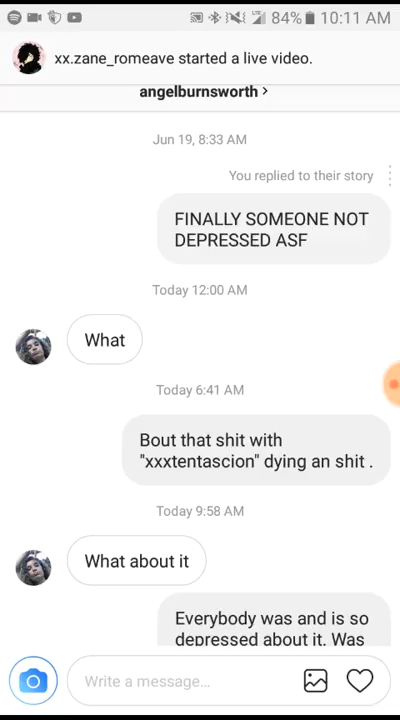 84% 10:11 AM
xx.zane_romeave started a live video.
angelburnsworth >
Jun 19, 8:33 AM
You replied to their story
FINALLY SOMEONE NOT
DEPRESSED ASF
Today 12:00 AM
What
Today 6:41 AM
Bout that shit with
"xxxtentascion" dying an shit .
Today 9:58 AM
What about it
Everybody was and is so
depressed about it. Was
Write a message...